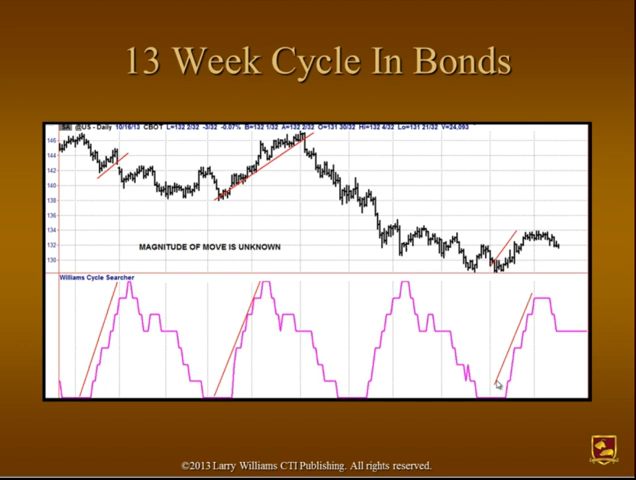 13 Week Cycle In Bonds
SA @US - Daily 10/16/13 CBOT L=132 2/32 -3/32 -0.07% B=132 1/32 A=132 2/32 Hi=132 4/32 Lo=131 21/32 V=24,093
146
144
142
140
138
136
134
132
130
MAGNITUDE OF MOVE IS UNKNOWN
Williams Cycle Searcher
©2013 Larry Williams CTI Publishing. All rights reserved.